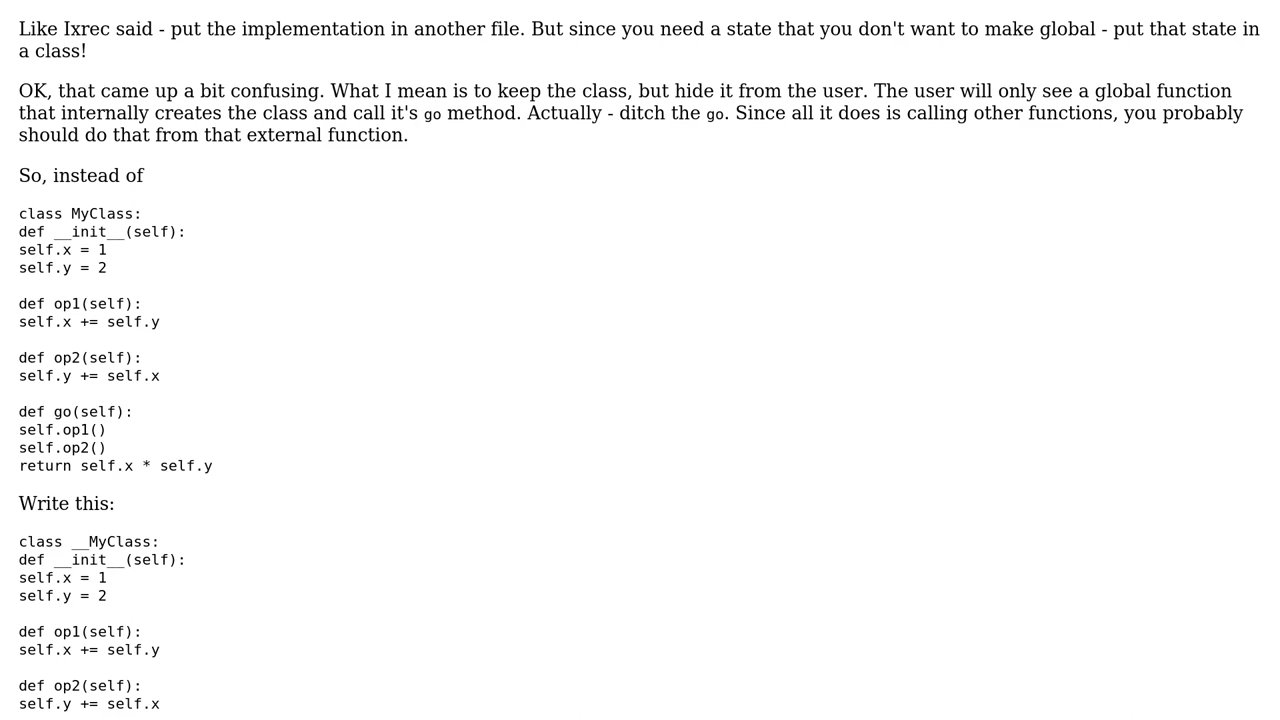 Like Ixrec said - put the implementation in another file. But since you need a state that you don't want to make global - put that state in
a class!
OK, that came up a bit confusing. What I mean is to keep the class, but hide it from the user. The user will only see a global function
that internally creates the class and call it's go method. Actually - ditch the go. Since all it does is calling other functions, you probably
should do that from that external function.
So, instead of
class MyClass:
def __init__(self):
self.x = 1
self.y = 2
def op1(self):
self.x += self.y
def op2(self):
self.y += self.x
def go(self):
self.op1()
self.op2()
return self.x * self.y
Write this:
class __MyClass:
def __init__(self):
self.x = 1
self.y = 2
def op1(self):
self.x += self.y
def op2(self):
self.y += self.x